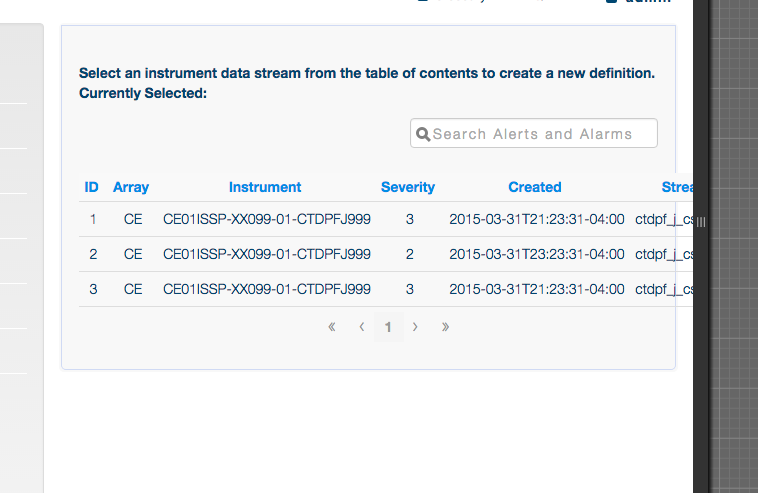 Select an instrument data stream from the table of contents to create a new definition.
Currently Selected:
Search Alerts and Alarms
ID Array Instrument Severity Created
1 CE CE01ISSP-XX099-01-CTDPFJ999 3 2015-03-31T21:23:31-04:00 ctdpf_j_cs
2 CE CE01ISSP-XX099-01-CTDPFJ999 2 2015-03-31T23:23:31-04:00 ctdpf_j_cs
3 CE CE01ISSP-XX099-01-CTDPFJ999 3 2015-03-31T21:23:31-04:00 ctdpf_j_cs
« ‹ 1 › »